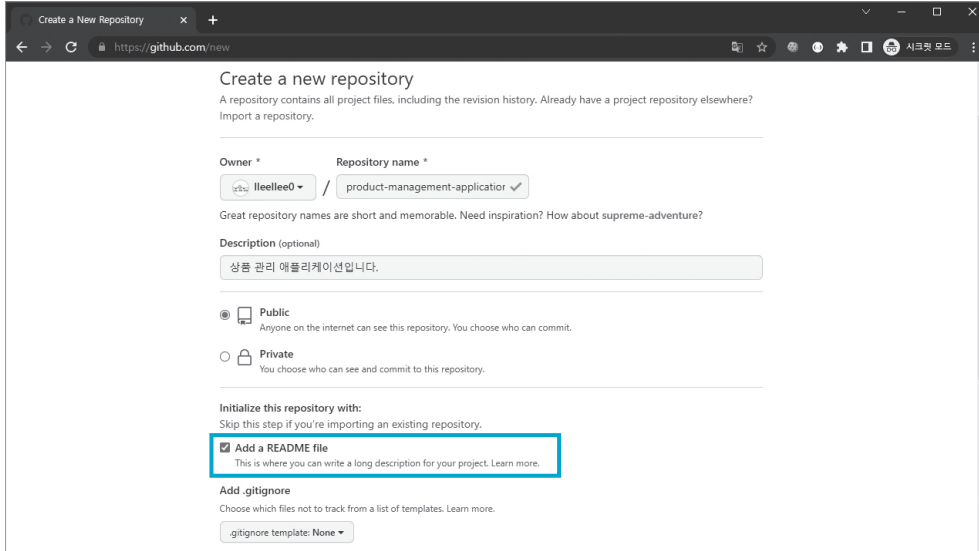 Create a New Repository
https://github.com/new
시크릿 모드
Create a new repository
A repository contains all project files, including the revision history. Already have a project repository elsewhere?
Import a repository.
Owner *
Repository name *
lleellee0 / product-management-application
Great repository names are short and memorable. Need inspiration? How about supreme-adventure?
Description (optional)
상품 관리 애플리케이션입니다.
Public
Anyone on the internet can see this repository. You choose who can commit.
Private
You choose who can see and commit to this repository.
Initialize this repository with:
Skip this step if you're importing an existing repository.
Add a README file
This is where you can write a long description for your project. Learn more.
Add .gitignore
Choose which files not to track from a list of templates. Learn more.
.gitignore template: None